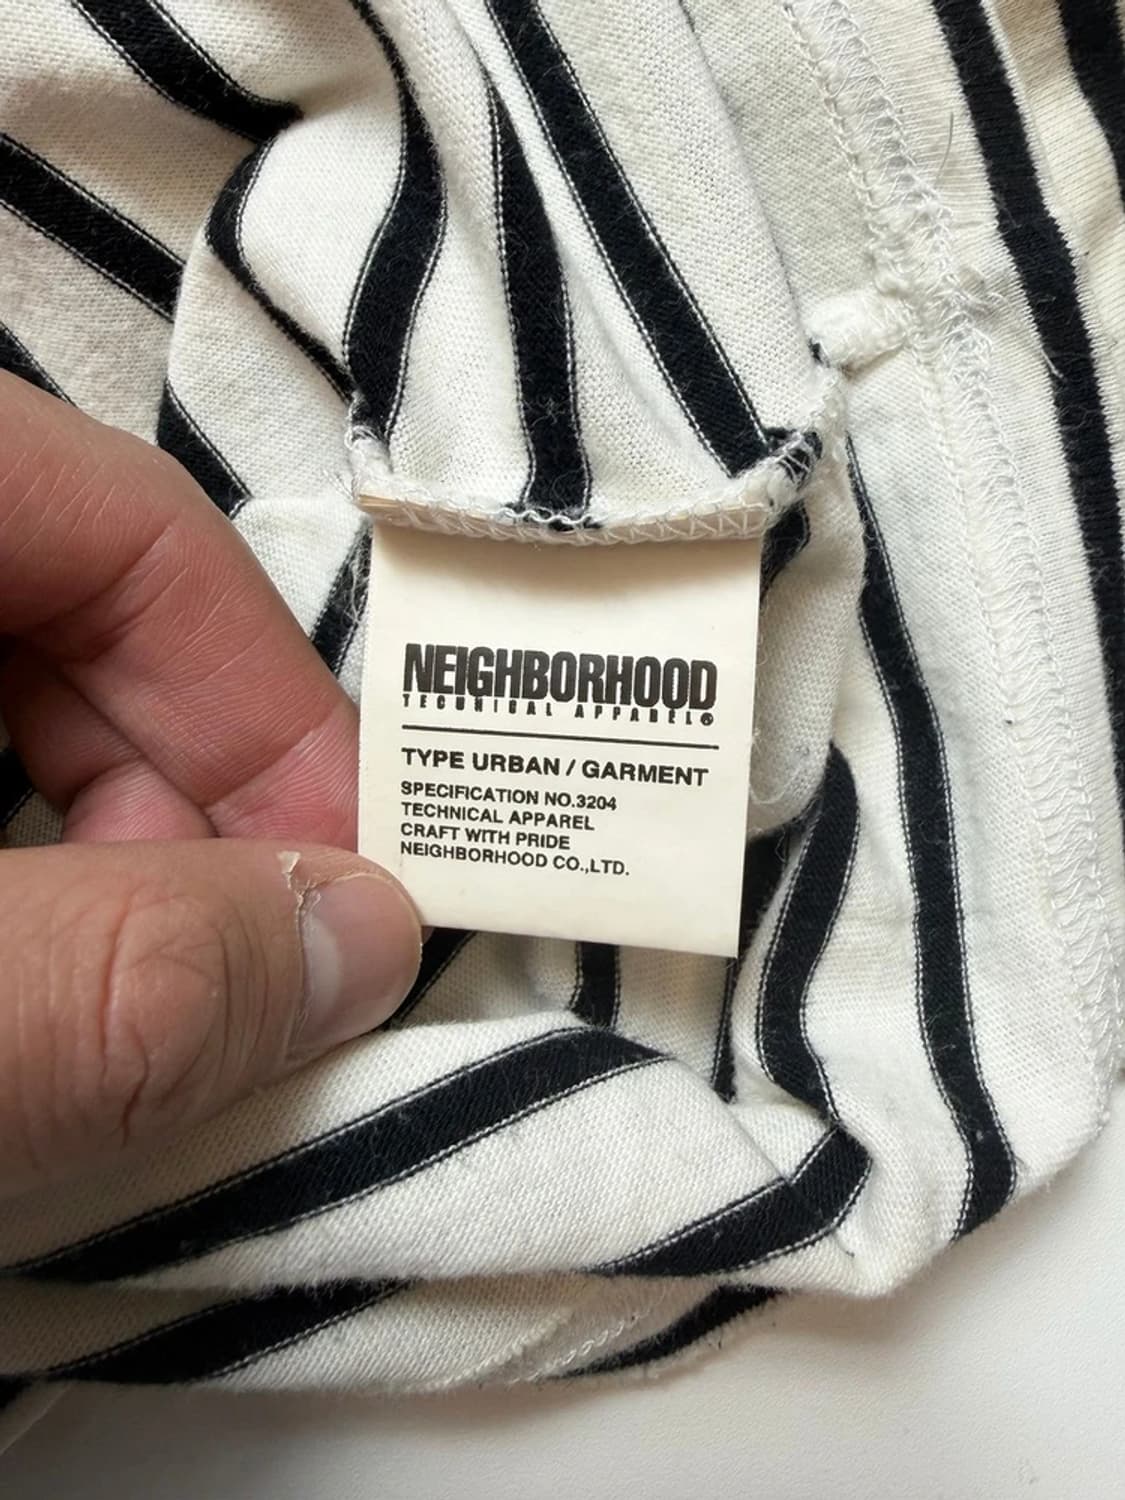 NEIGHBORHOOD
TECHNICAL APPAREL®
TYPE URBAN / GARMENT
SPECIFICATION NO.3204
TECHNICAL APPAREL
CRAFT WITH PRIDE
NEIGHBORHOOD CO.,LTD.